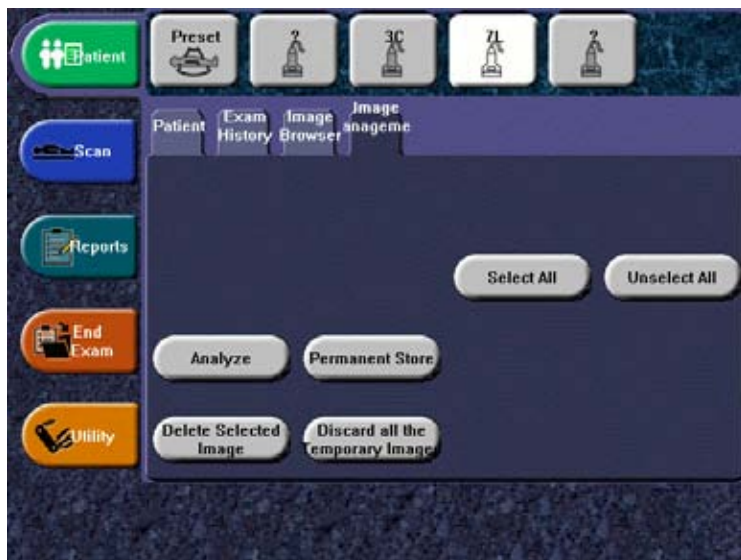 Patient
Preset
?
3C
7L
?
Scan
Reports
End
Exam
Utility
Patient
Exam
History
Image
Browser
Image
anageme
Select All
Unselect All
Analyze
Permanent Store
Delete Selected
Image
Discard all the
Temporary Image